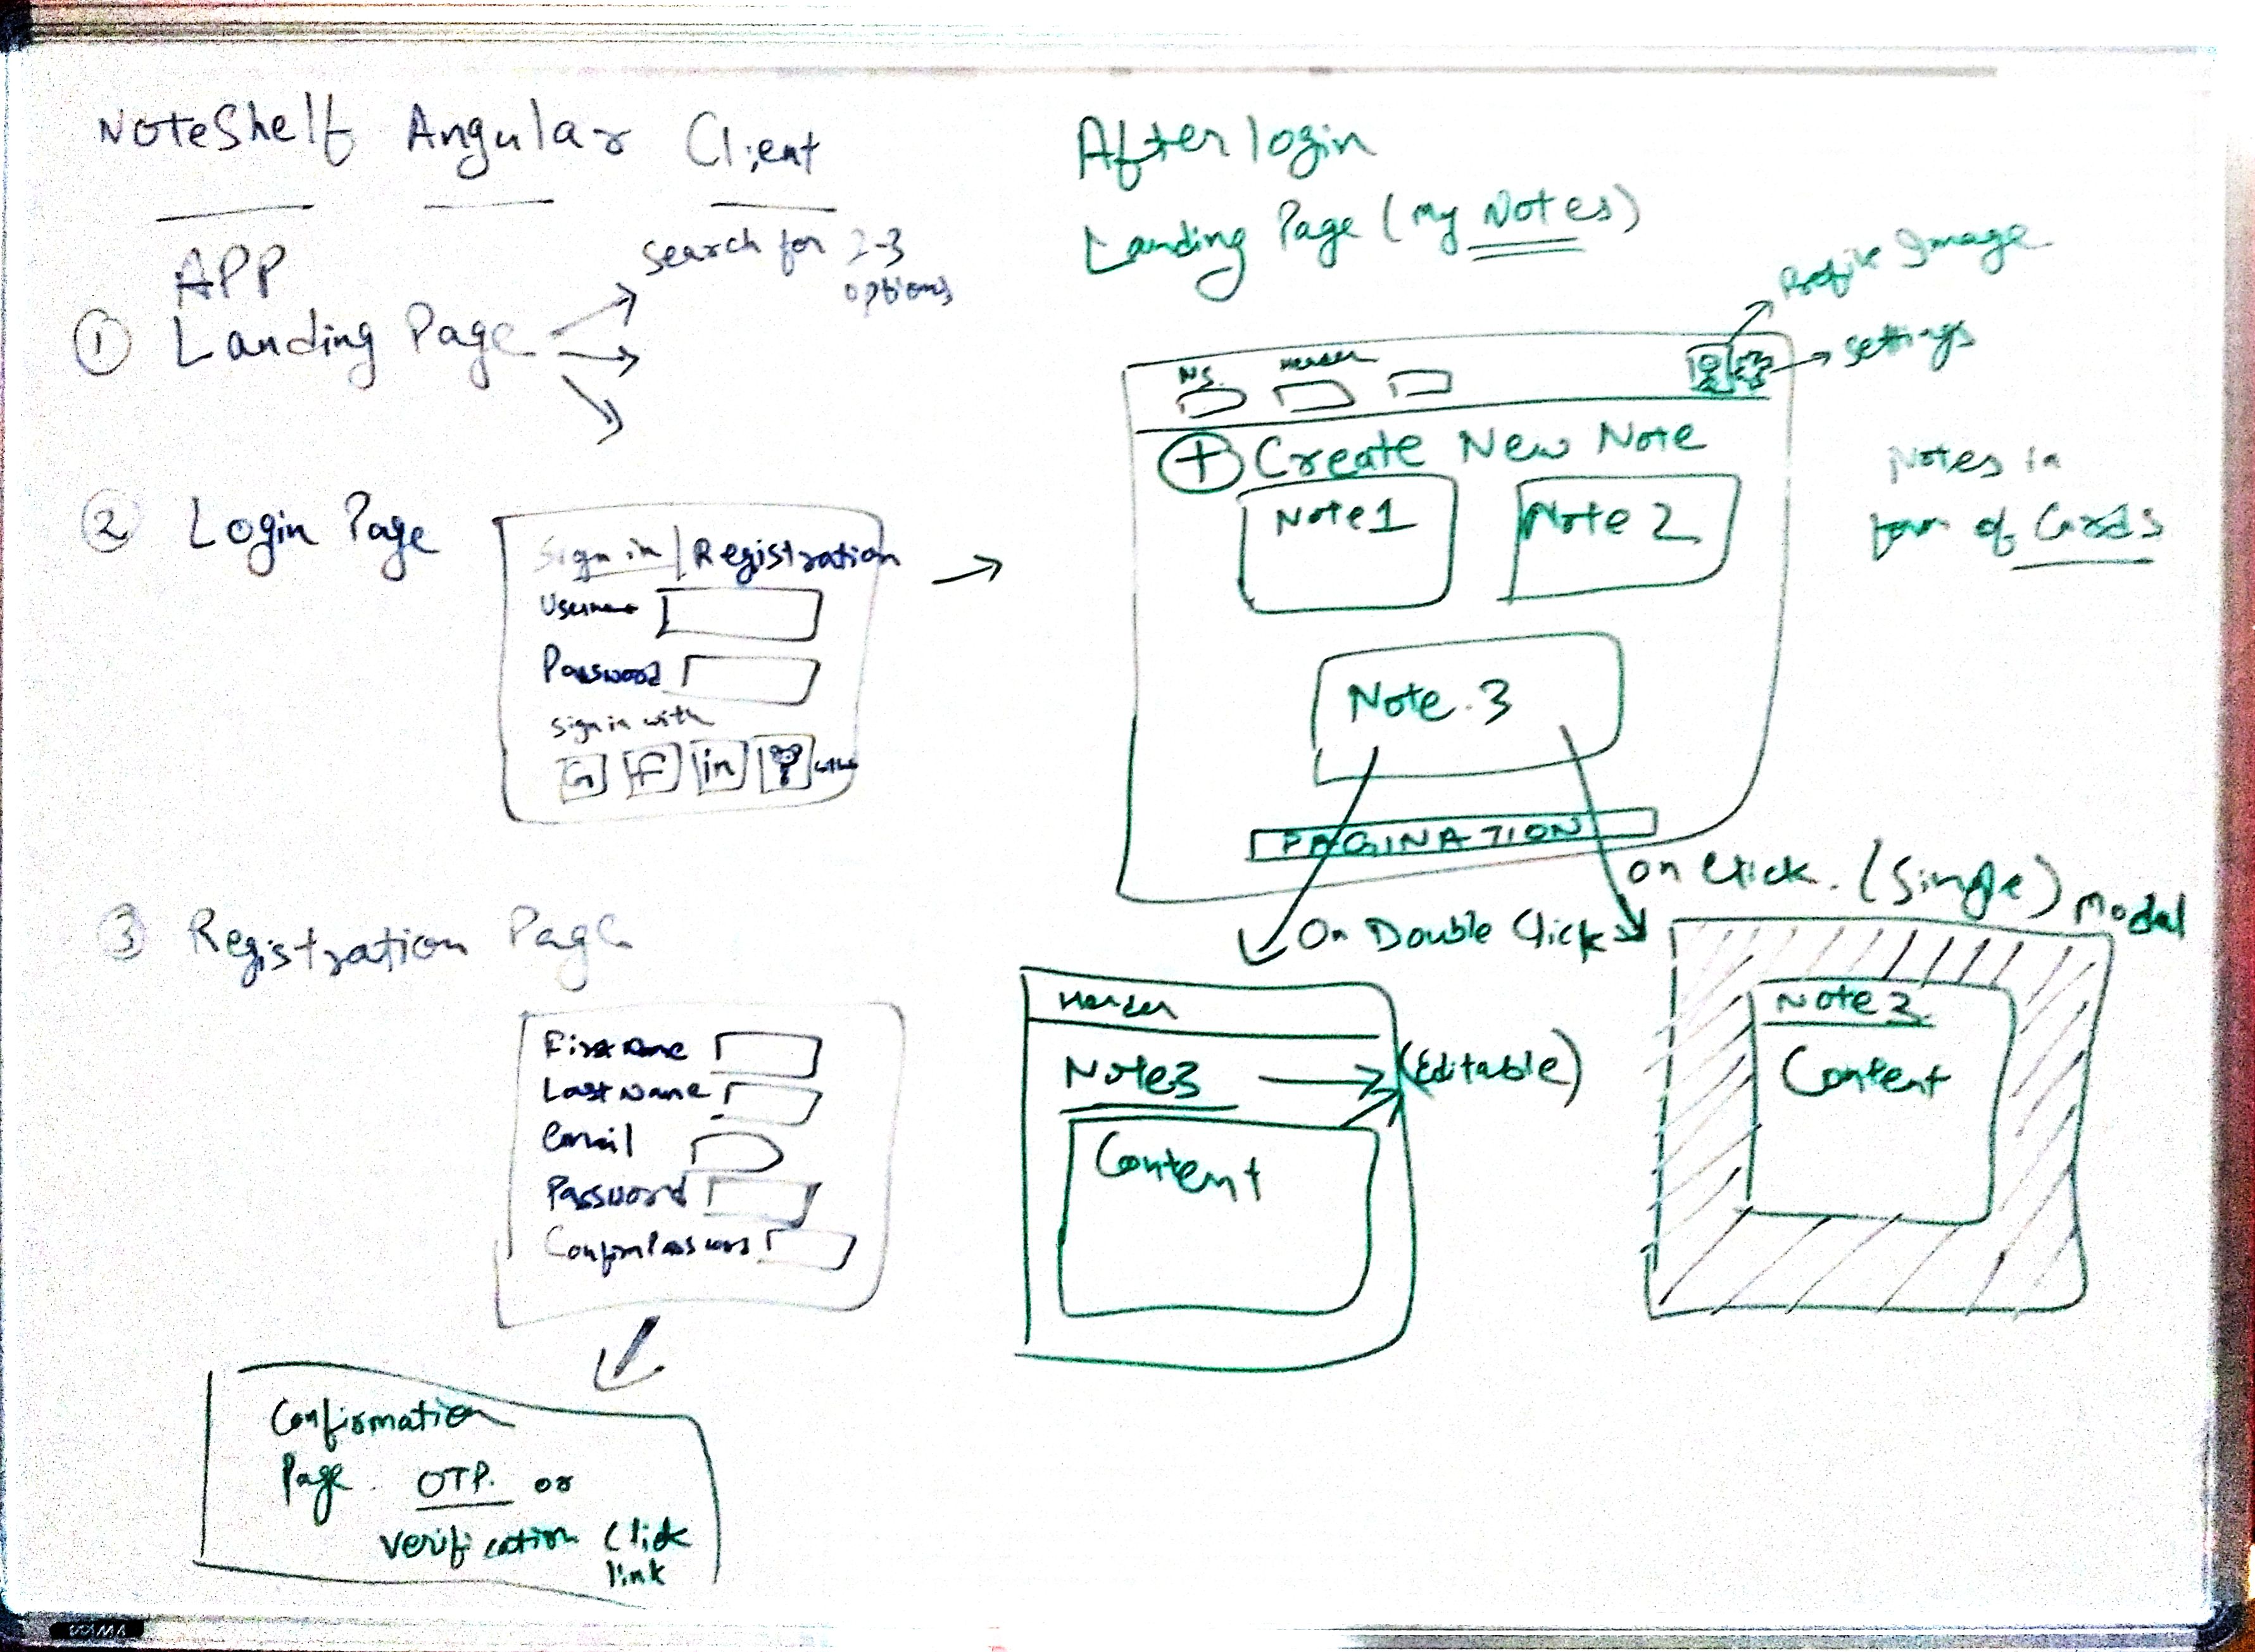 NoteShelf Angular Client
APP
① Landing Page
search for 2-3
options
② Login Page
Sign in | Registration
Username
Password
sign in with
G f in
③ Registration Page
First Name
Last Name
Email
Password
Confirm Password
Confirmation
Page. OTP. or
verification Click
link
After login
Landing Page (My Notes)
Profile Image
settings
NS Header
+ Create New Note
Note 1
Note 2
Note. 3
PAGINATION
Notes in
form of Cards
On Click. (Single) Modal
On Double Click
Header
Note 3
(Editable)
Content
Note 3
Content